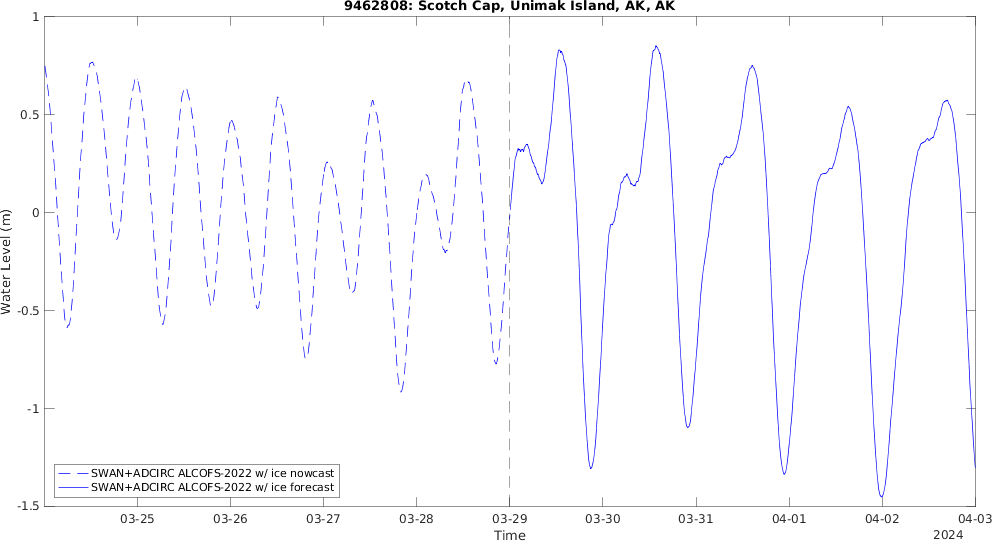 9462808: Scotch Cap, Unimak Island, AK, AK
1
0.5
0
-0.5
-1
-1.5
Water Level (m)
SWAN+ADCIRC ALCOFS-2022 w/ ice nowcast
SWAN+ADCIRC ALCOFS-2022 w/ ice forecast
03-25 03-26 03-27 03-28 03-29 03-30 03-31 04-01 04-02 04-03
Time
2024